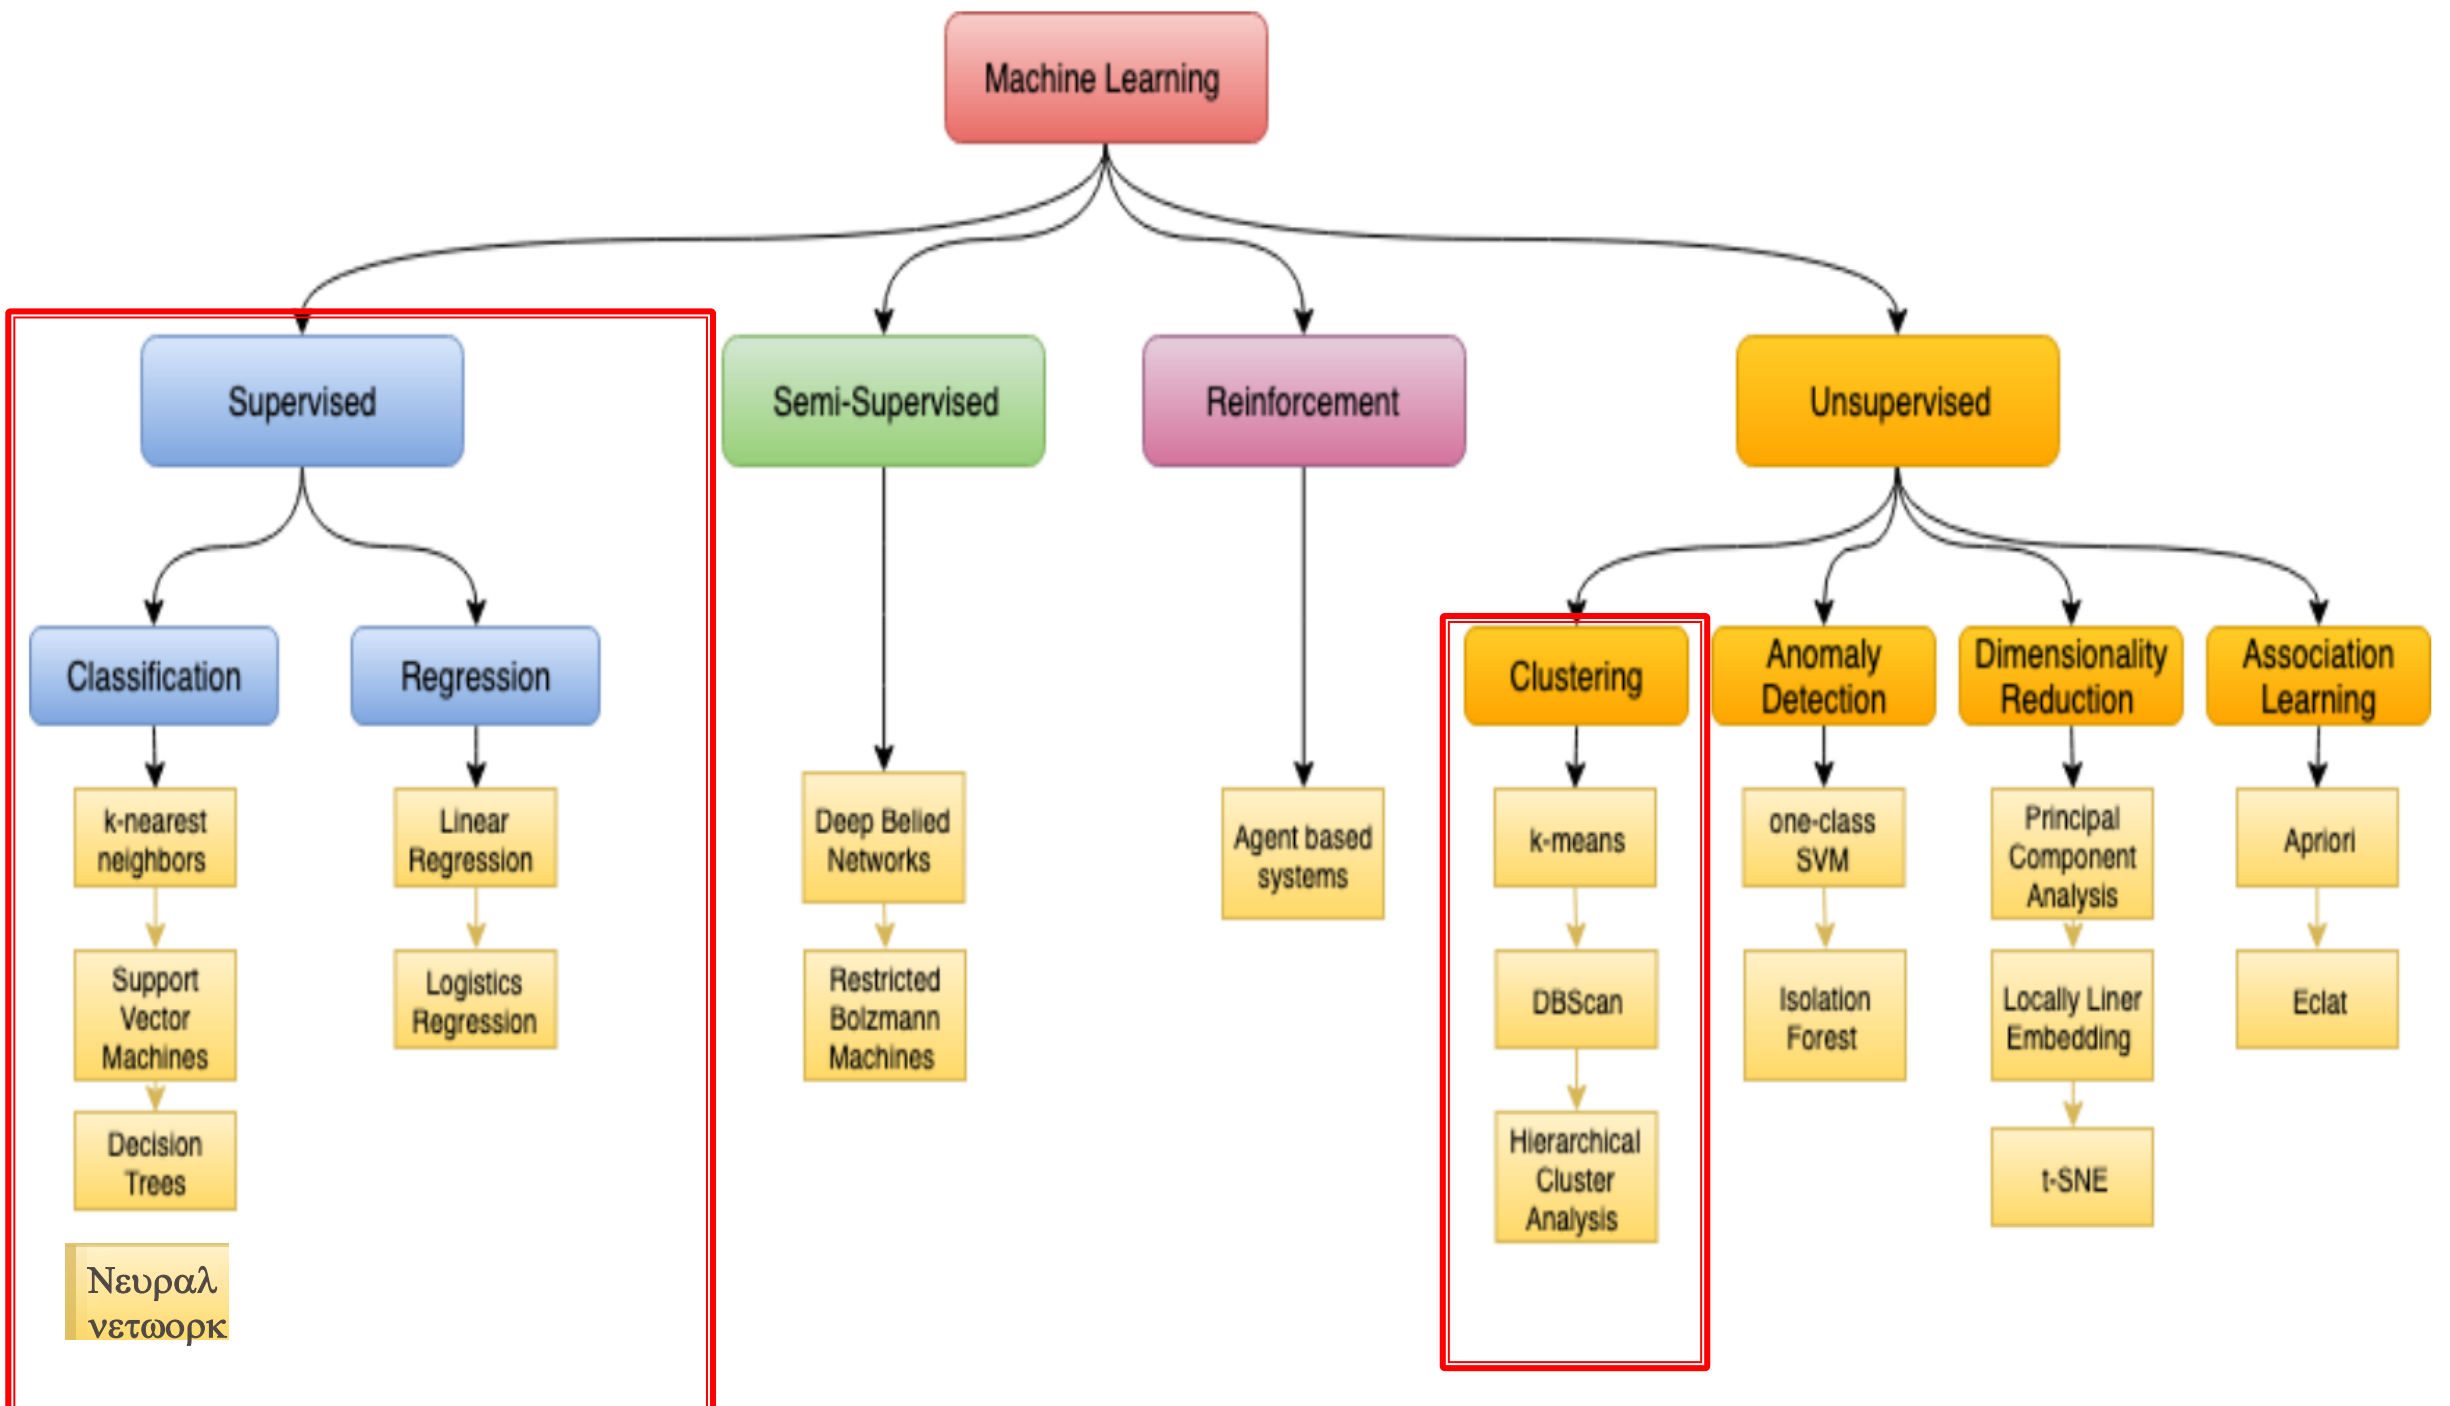 Machine Learning
Supervised
Semi-Supervised
Reinforcement
Unsupervised
Classification
Regression
Clustering
Anomaly
Detection
Dimensionality
Reduction
Association
Learning
k-nearest
neighbors
Support
Vector
Machines
Decision
Trees
Νευραλ
νετωορκ
Linear
Regression
Logistics
Regression
Deep Belied
Networks
Restricted
Bolzmann
Machines
Agent based
systems
k-means
DBScan
Hierarchical
Cluster
Analysis
one-class
SVM
Isolation
Forest
Principal
Component
Analysis
Locally Liner
Embedding
t-SNE
Apriori
Eclat